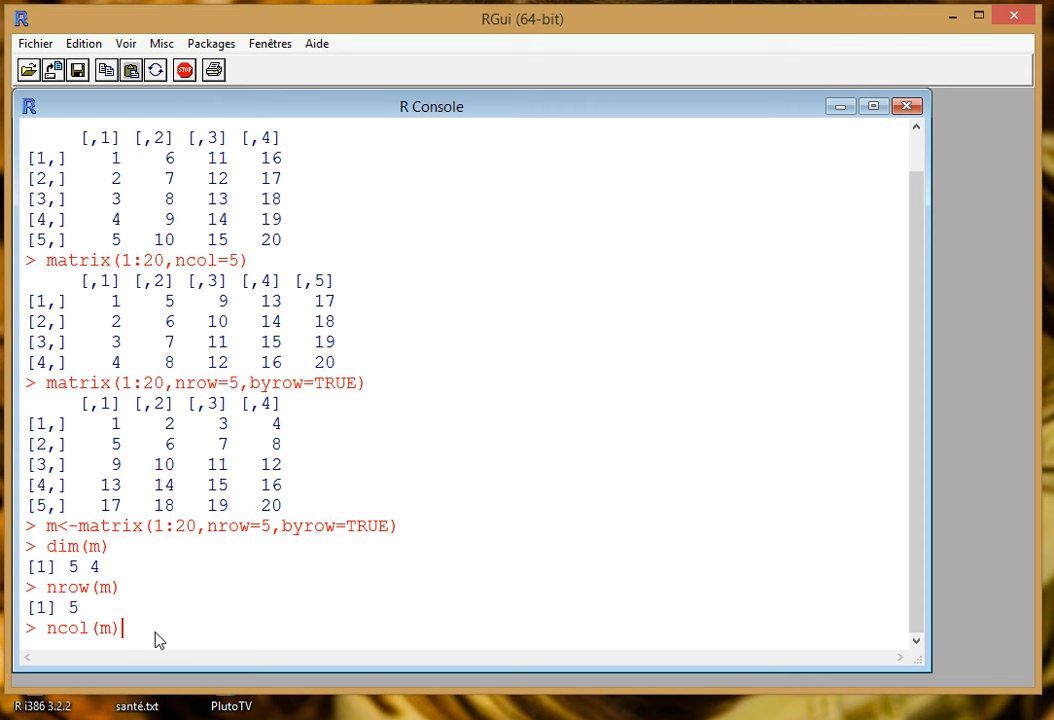 RGui (64-bit)
Fichier Edition Voir Misc Packages Fenêtres Aide
STOP
R Console
[,1] [,2] [,3] [,4]
[1,] 1 6 11 16
[2,] 2 7 12 17
[3,] 3 8 13 18
[4,] 4 9 14 19
[5,] 5 10 15 20
> matrix(1:20,ncol=5)
[,1] [,2] [,3] [,4] [,5]
[1,] 1 5 9 13 17
[2,] 2 6 10 14 18
[3,] 3 7 11 15 19
[4,] 4 8 12 16 20
> matrix(1:20,nrow=5,byrow=TRUE)
[,1] [,2] [,3] [,4]
[1,] 1 2 3 4
[2,] 5 6 7 8
[3,] 9 10 11 12
[4,] 13 14 15 16
[5,] 17 18 19 20
> m<-matrix(1:20,nrow=5,byrow=TRUE)
> dim(m)
[1] 5 4
> nrow(m)
[1] 5
> ncol(m)
R i386 3.2.2 santé.txt PlutoTV